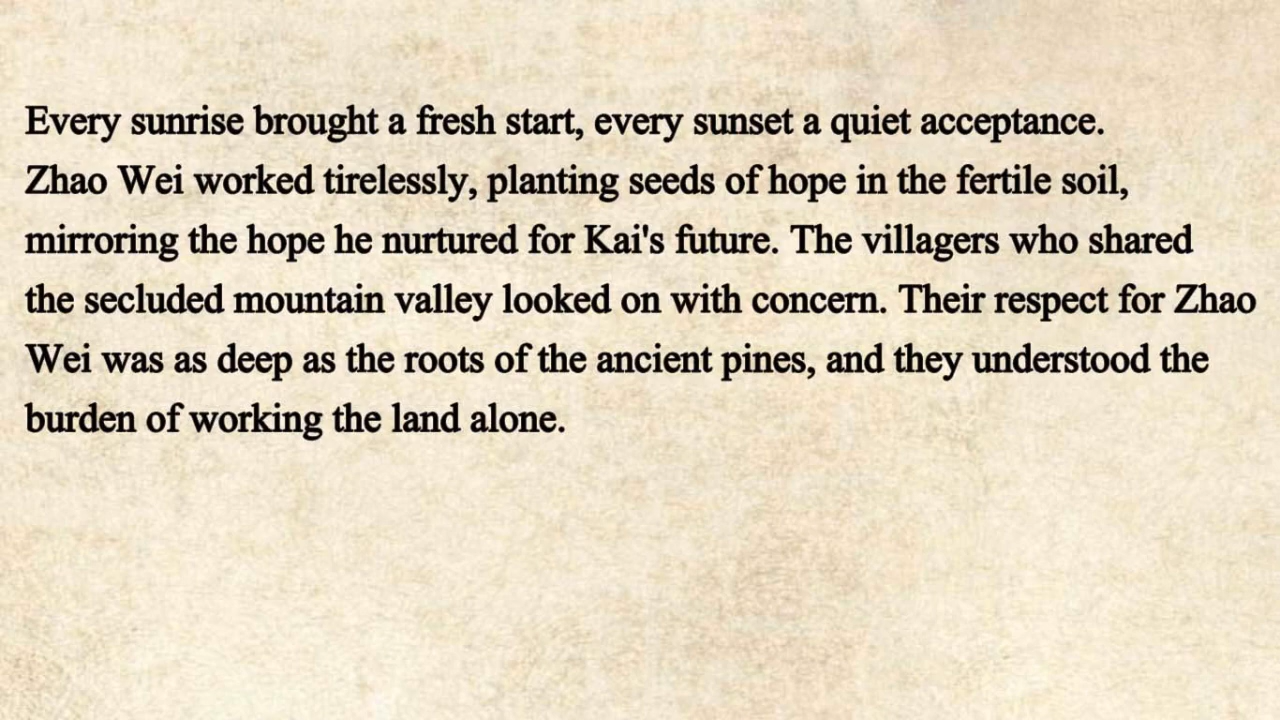 Every sunrise brought a fresh start, every sunset a quiet acceptance.
Zhao Wei worked tirelessly, planting seeds of hope in the fertile soil,
mirroring the hope he nurtured for Kai's future. The villagers who shared
the secluded mountain valley looked on with concern. Their respect for Zhao
Wei was as deep as the roots of the ancient pines, and they understood the
burden of working the land alone.